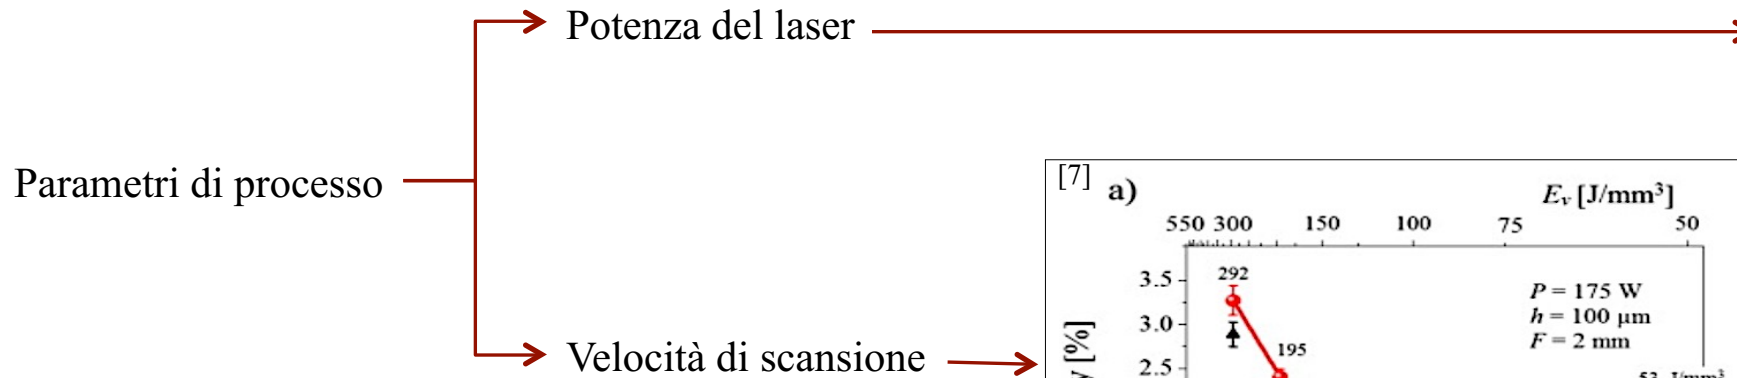 Potenza del laser
Parametri di processo
Velocità di scansione
[7] a)
Ev [J/mm³]
550 300 150 100 75 50
3.5
292
3.0
195
2.5
[%]
P = 175 W
h = 100 µm
F = 2 mm